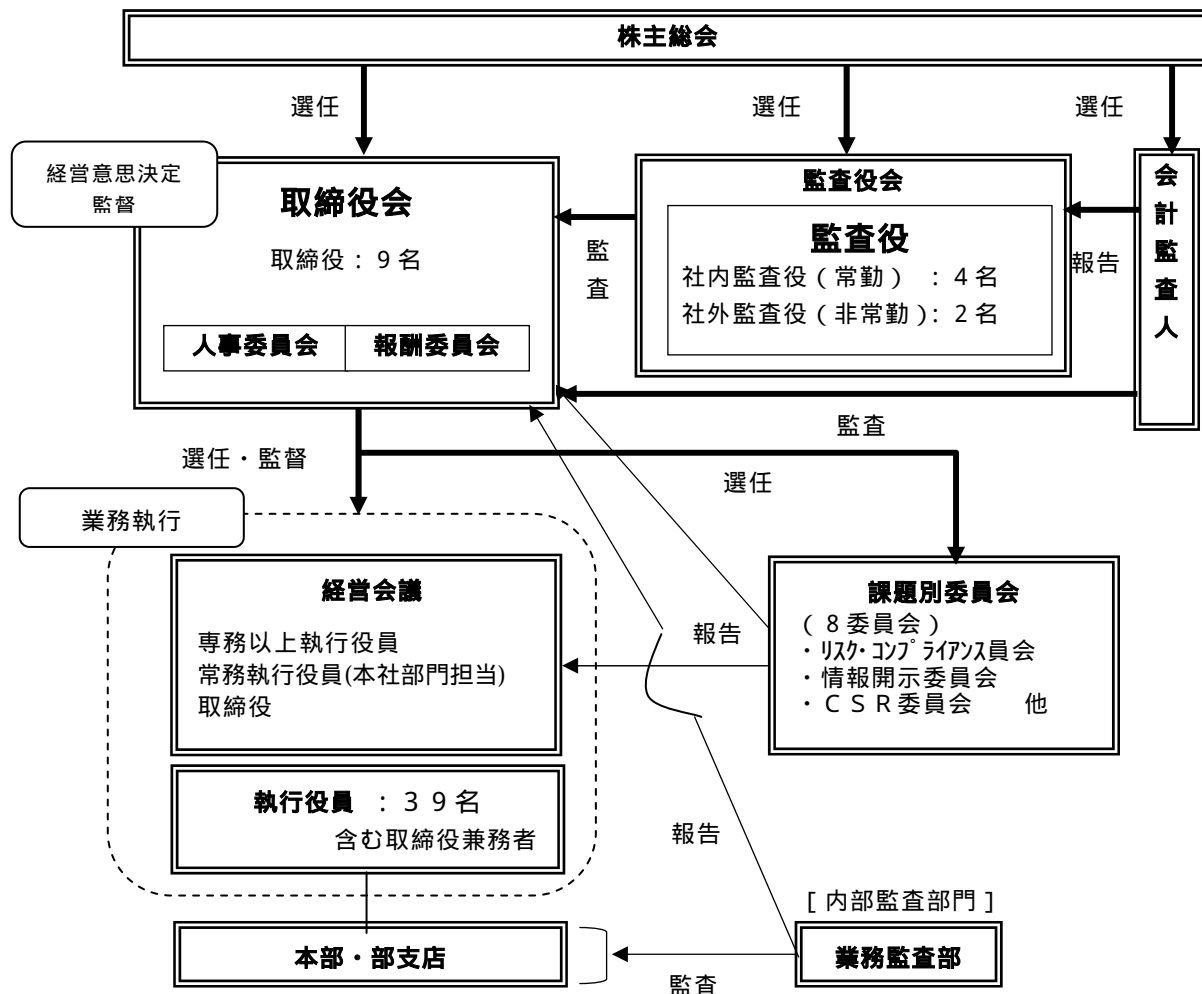 株主総会
選任
選任
選任
経営意思決定
監督
取締役会
取締役：９名
人事委員会
報酬委員会
監査
監査役会
監査役
社内監査役（常勤）：４名
社外監査役（非常勤）：２名
報告
会計監査人
監査
選任・監督
選任
業務執行
経営会議
専務以上執行役員
常務執行役員(本社部門担当)
取締役
報告
課題別委員会
（８委員会）
・ﾘｽｸ･ｺﾝﾌﾟﾗｲｱﾝｽ員会
・情報開示委員会
・ＣＳＲ委員会　他
執行役員：３９名
含む取締役兼務者
報告
[内部監査部門]
本部・部支店
監査
業務監査部